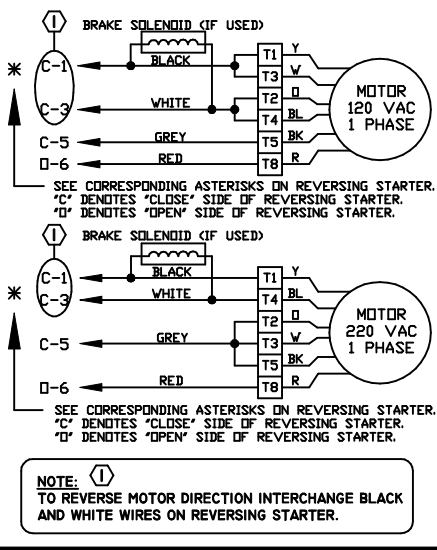 1 BRAKE SOLENOID (IF USED)
* C-1 BLACK T1 Y
T3 W
C-3 WHITE T2 O
T4 BL
C-5 GREY T5 BK
O-6 RED T8 R
MOTOR
120 VAC
1 PHASE
SEE CORRESPONDING ASTERISKS ON REVERSING STARTER.
"C" DENOTES "CLOSE" SIDE OF REVERSING STARTER.
"O" DENOTES "OPEN" SIDE OF REVERSING STARTER.
1 BRAKE SOLENOID (IF USED)
C-1 BLACK T1 Y
* C-3 WHITE T4 BL
T2 O
C-5 GREY T3 W
T5 BK
O-6 RED T8 R
MOTOR
220 VAC
1 PHASE
SEE CORRESPONDING ASTERISKS ON REVERSING STARTER.
"C" DENOTES "CLOSE" SIDE OF REVERSING STARTER.
"O" DENOTES "OPEN" SIDE OF REVERSING STARTER.
NOTE: 1
TO REVERSE MOTOR DIRECTION INTERCHANGE BLACK
AND WHITE WIRES ON REVERSING STARTER.